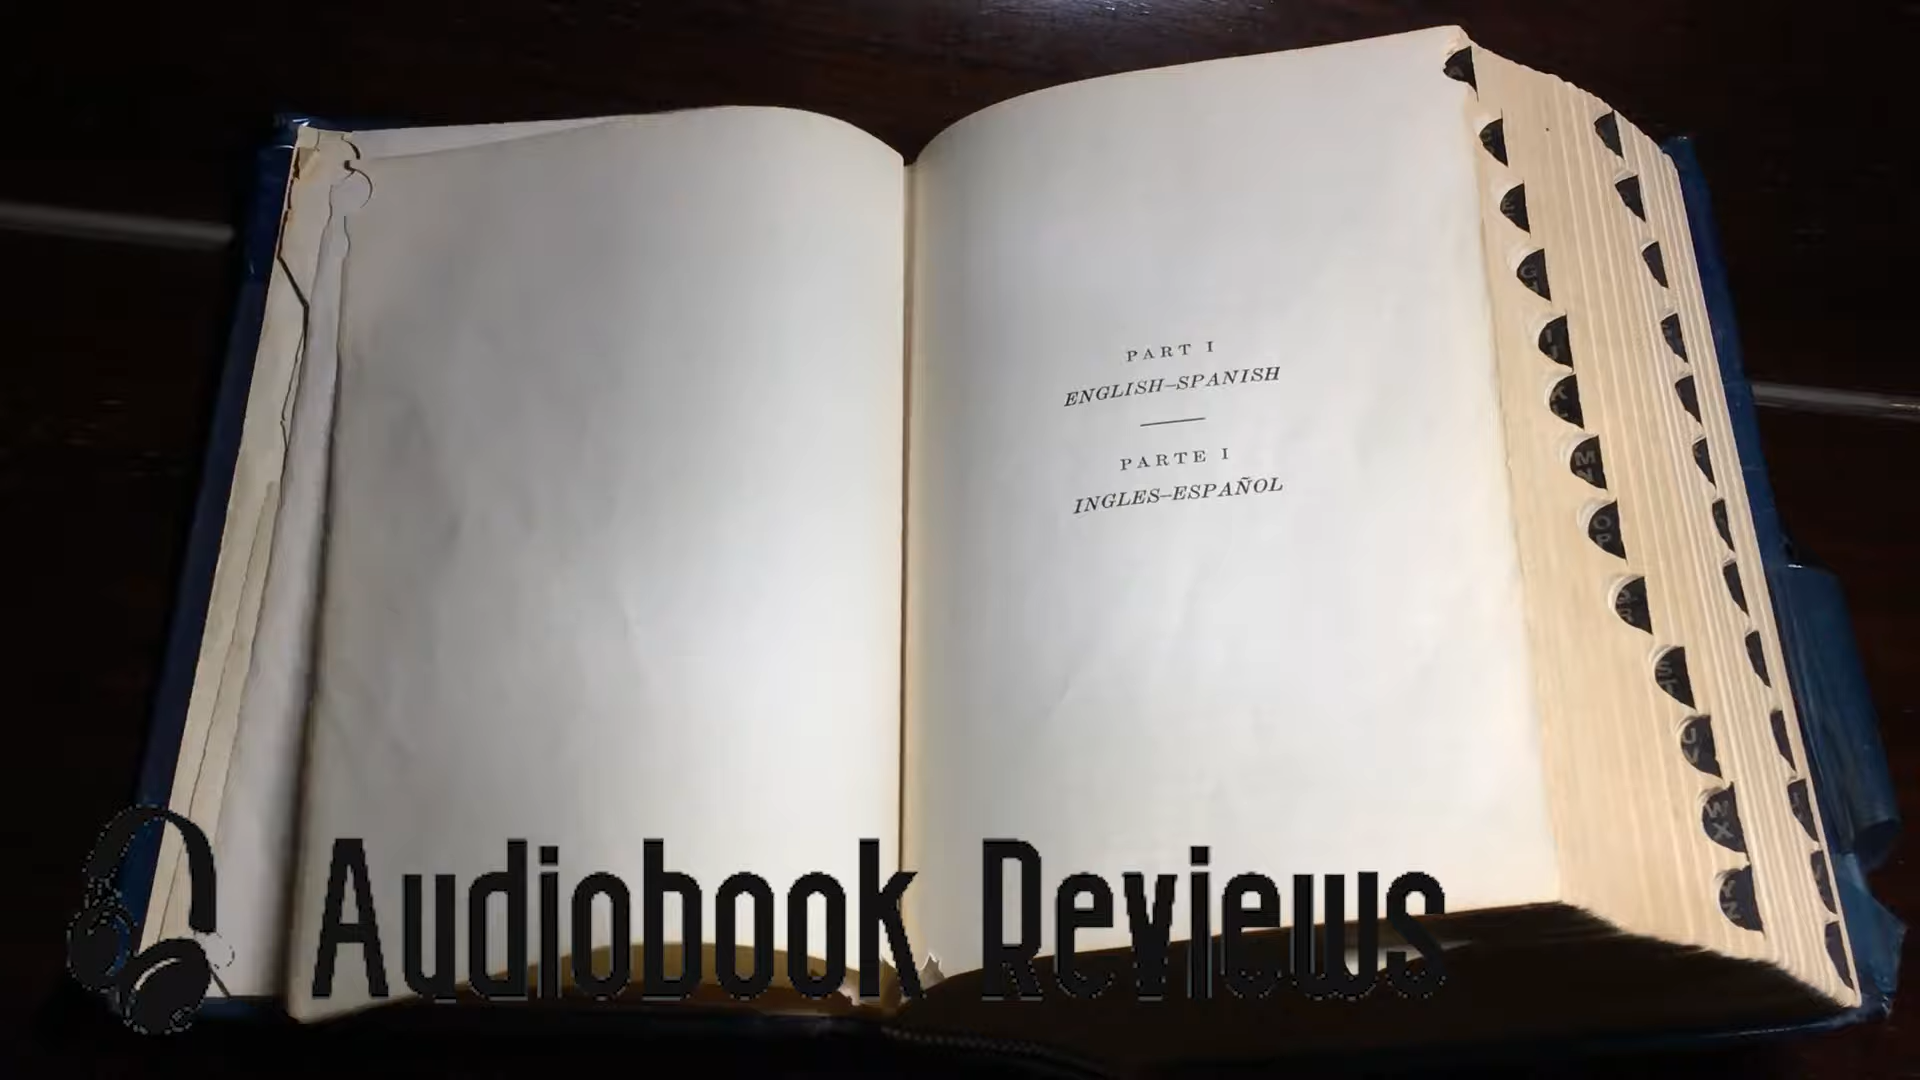 PART I
ENGLISH–SPANISH
PARTE I
INGLES–ESPAÑOL
G
K
L
M
N
O
P
Q
R
S
T
U
V
W
X
Y
Z
Audiobook Reviews